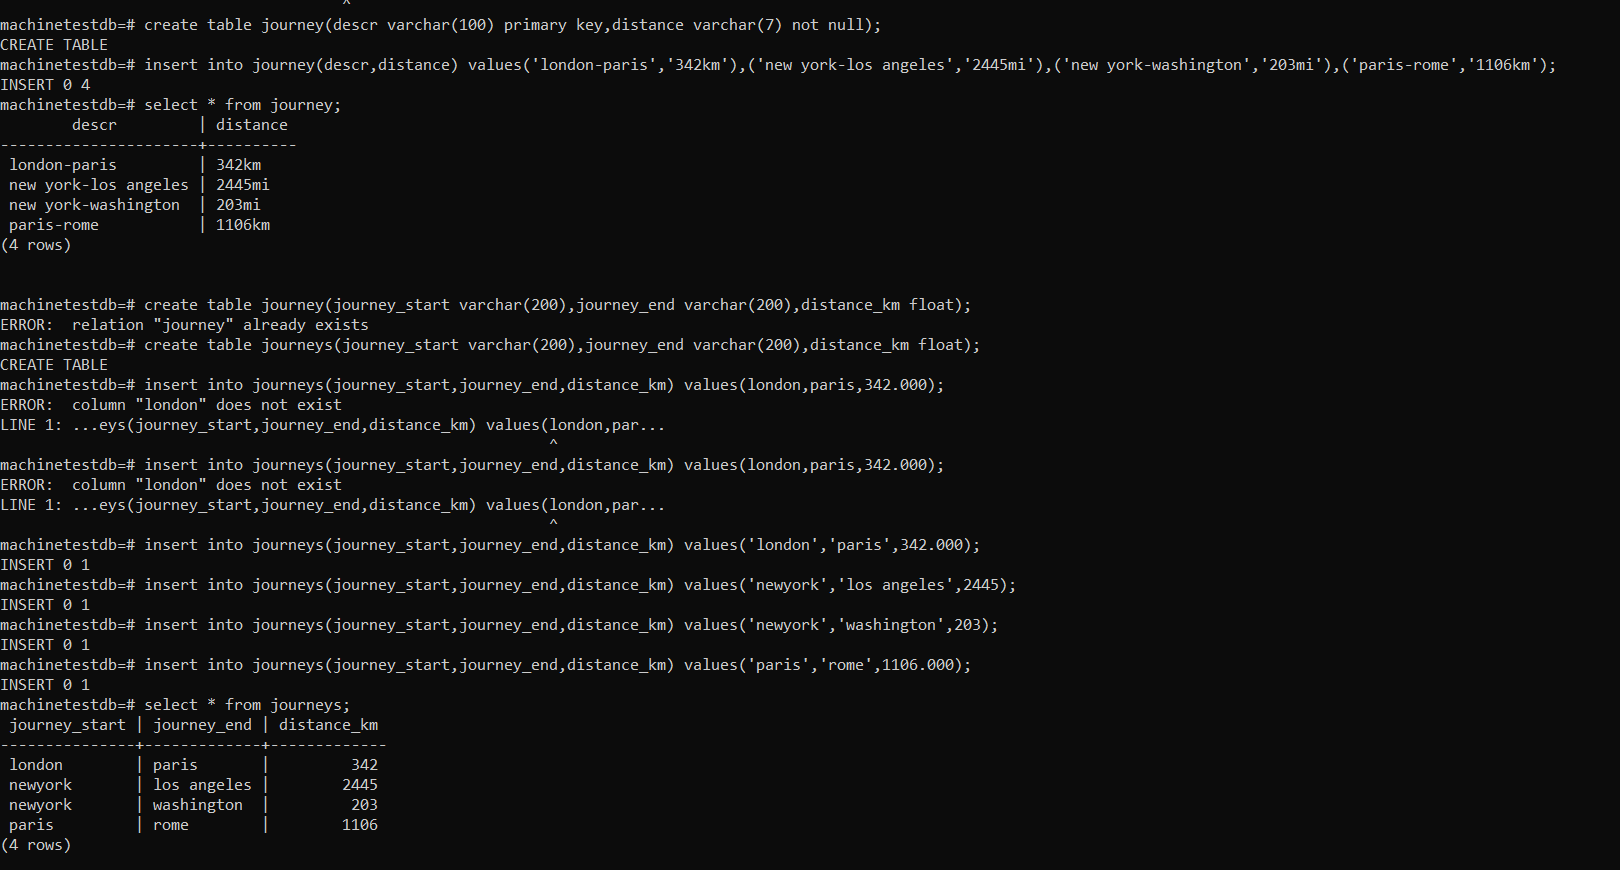 machinetestdb=# create table journey(descr varchar(100) primary key,distance varchar(7) not null);
CREATE TABLE
machinetestdb=# insert into journey(descr,distance) values('london-paris','342km'),('new york-los angeles','2445mi'),('new york-washington','203mi'),('paris-rome','1106km');
INSERT 0 4
machinetestdb=# select * from journey;
        descr         | distance
----------------------+----------
 london-paris         | 342km
 new york-los angeles | 2445mi
 new york-washington  | 203mi
 paris-rome           | 1106km
(4 rows)
machinetestdb=# create table journey(journey_start varchar(200),journey_end varchar(200),distance_km float);
ERROR:  relation "journey" already exists
machinetestdb=# create table journeys(journey_start varchar(200),journey_end varchar(200),distance_km float);
CREATE TABLE
machinetestdb=# insert into journeys(journey_start,journey_end,distance_km) values(london,paris,342.000);
ERROR:  column "london" does not exist
LINE 1: ...eys(journey_start,journey_end,distance_km) values(london,par...
                                                             ^
machinetestdb=# insert into journeys(journey_start,journey_end,distance_km) values(london,paris,342.000);
ERROR:  column "london" does not exist
LINE 1: ...eys(journey_start,journey_end,distance_km) values(london,par...
                                                             ^
machinetestdb=# insert into journeys(journey_start,journey_end,distance_km) values('london','paris',342.000);
INSERT 0 1
machinetestdb=# insert into journeys(journey_start,journey_end,distance_km) values('newyork','los angeles',2445);
INSERT 0 1
machinetestdb=# insert into journeys(journey_start,journey_end,distance_km) values('newyork','washington',203);
INSERT 0 1
machinetestdb=# insert into journeys(journey_start,journey_end,distance_km) values('paris','rome',1106.000);
INSERT 0 1
machinetestdb=# select * from journeys;
 journey_start | journey_end | distance_km
---------------+-------------+-------------
 london        | paris       |         342
 newyork       | los angeles |        2445
 newyork       | washington  |         203
 paris         | rome        |        1106
(4 rows)